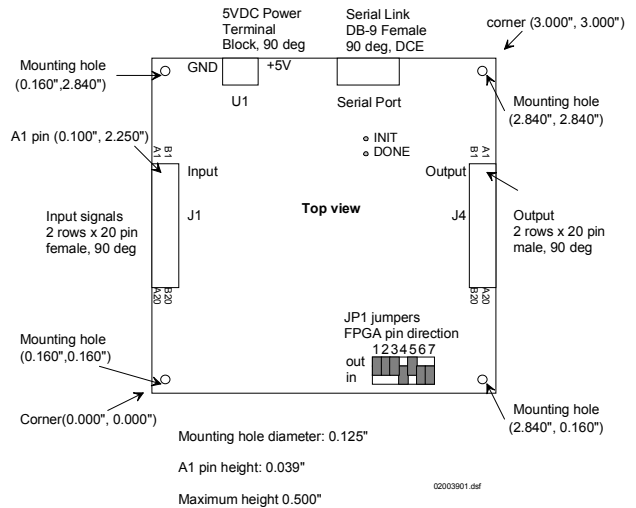 5VDC Power
Terminal
Block, 90 deg
Serial Link
DB-9 Female
90 deg, DCE
corner (3.000", 3.000")
Mounting hole
(0.160",2.840")
GND
+5V
U1
Serial Port
Mounting hole
(2.840", 2.840")
A1 pin (0.100", 2.250")
INIT
DONE
A1
B1
B1
A1
Input
Output
Input signals
2 rows x 20 pin
female, 90 deg
J1
Top view
J4
Output
2 rows x 20 pin
male, 90 deg
A20
B20
B20
A20
Mounting hole
(0.160",0.160")
JP1 jumpers
FPGA pin direction
1234567
out
in
Corner(0.000", 0.000")
Mounting hole
(2.840", 0.160")
Mounting hole diameter: 0.125"
A1 pin height: 0.039"
Maximum height 0.500"
02003901.dsf